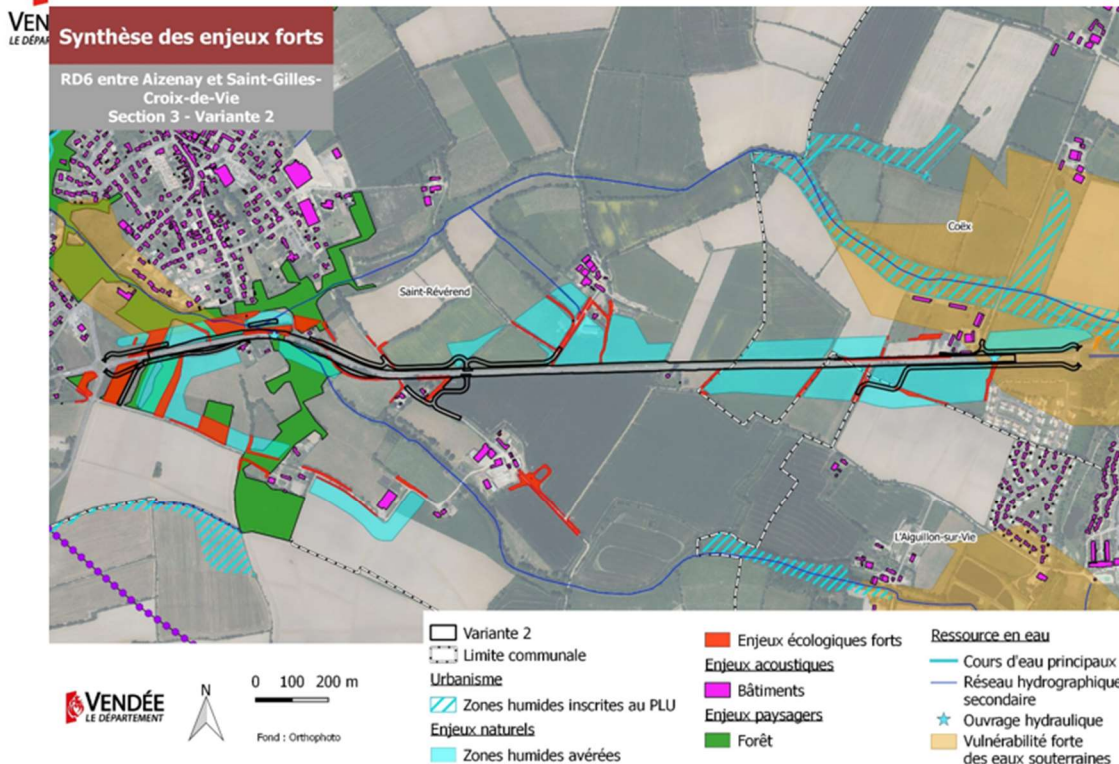 VEN
LE DÉPAR
Synthèse des enjeux forts
RD6 entre Aizenay et Saint-Gilles-
Croix-de-Vie
Section 3 - Variante 2
Coëx
Saint-Révérend
L'Aiguillon-sur-Vie
VENDÉE
LE DÉPARTEMENT
N
0 100 200 m
Fond : Orthophoto
Variante 2
Limite communale
Urbanisme
Zones humides inscrites au PLU
Enjeux naturels
Zones humides avérées
Enjeux écologiques forts
Enjeux acoustiques
Bâtiments
Enjeux paysagers
Forêt
Ressource en eau
Cours d'eau principaux
Réseau hydrographique
secondaire
Ouvrage hydraulique
Vulnérabilité forte
des eaux souterraines